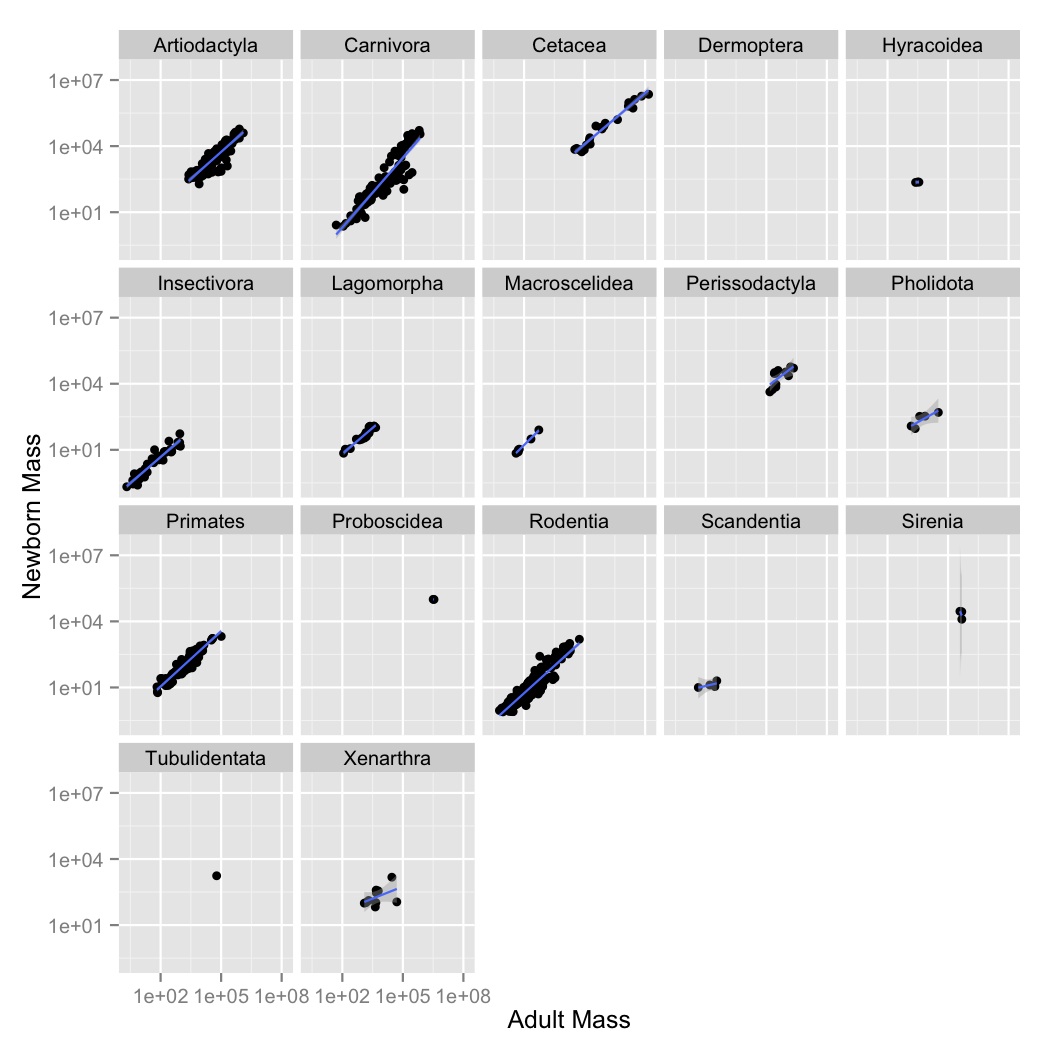 Artiodactyla Carnivora Cetacea Dermoptera Hyracoidea
1e+07
1e+04
1e+01
Insectivora Lagomorpha Macroscelidea Perissodactyla Pholidota
1e+07
1e+04
1e+01
Newborn Mass
Primates Proboscidea Rodentia Scandentia Sirenia
1e+07
1e+04
1e+01
Tubulidentata Xenarthra
1e+07
1e+04
1e+01
1e+02 1e+05 1e+08 1e+02 1e+05 1e+08
Adult Mass